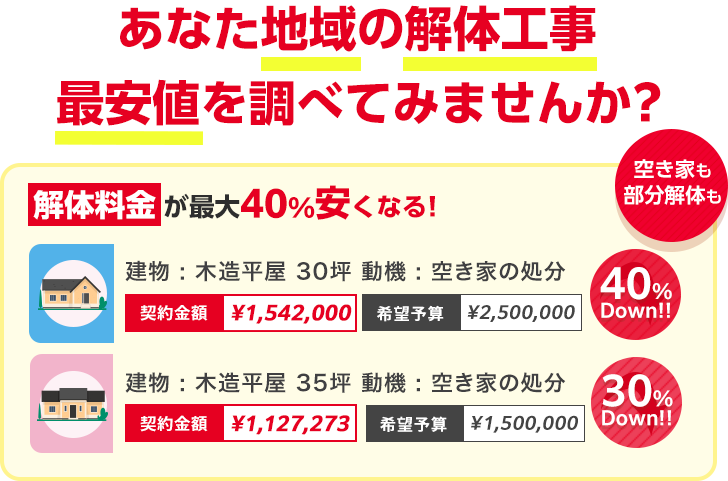 あなた地域の解体工事
最安値を調べてみませんか?
空き家も
部分解体も
解体料金が最大40%安くなる!
建物：木造平屋 30坪 動機：空き家の処分
契約金額 ¥1,542,000 希望予算 ¥2,500,000
40%
Down!!
建物：木造平屋 35坪 動機：空き家の処分
契約金額 ¥1,127,273 希望予算 ¥1,500,000
30%
Down!!